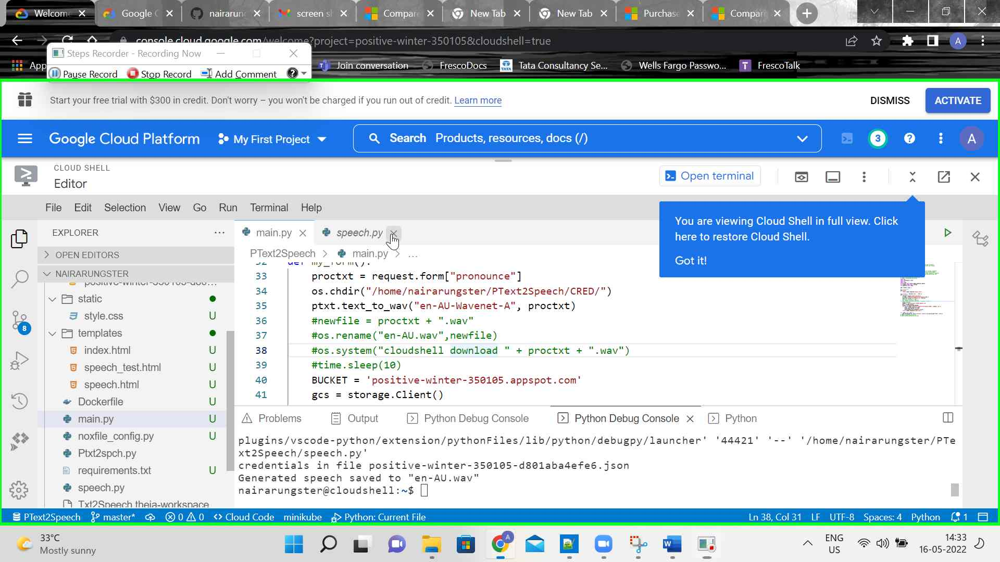 Welcom
Google C
nairarun
screen sh
Compare
New Tab
New Tab
Purchase
Compar
console.cloud.google.com/welcome?project=positive-winter-350105&cloudshell=true
A
Steps Recorder - Recording Now
App
Pause Record
Stop Record
Add Comment
Join conversation
FrescoDocs
TATA
Tata Consultancy Se...
Wells Fargo Passwo...
T
FrescoTalk
Start your free trial with $300 in credit. Don't worry – you won't be charged if you run out of credit. Learn more
DISMISS
ACTIVATE
Google Cloud Platform
My First Project
Search Products, resources, docs (/)
3
A
CLOUD SHELL
Editor
Open terminal
File Edit Selection View Go Run Terminal Help
You are viewing Cloud Shell in full view. Click
here to restore Cloud Shell.
Got it!
EXPLORER
OPEN EDITORS
NAIRARUNGSTER
positive-winter-350105-d80...
static
style.css U
templates
index.html U
speech_test.html U
speech.html U
Dockerfile U
main.py U
noxfile_config.py U
Ptxt2spch.py
requirements.txt U
speech.py
Txt2Speech.theia-workspace
8
main.py
speech.py
PText2Speech > main.py > ...
32 def my_form():
33 proctxt = request.form["pronounce"]
34 os.chdir("/home/nairarungster/PText2Speech/CRED/")
35 ptxt.text_to_wav("en-AU-Wavenet-A", proctxt)
36 #newfile = proctxt + ".wav"
37 #os.rename("en-AU.wav",newfile)
38 #os.system("cloudshell download " + proctxt + ".wav")
39 #time.sleep(10)
40 BUCKET = 'positive-winter-350105.appspot.com'
41 gcs = storage.Client()
Problems
Output
Python Debug Console
Python Debug Console
Python
plugins/vscode-python/extension/pythonFiles/lib/python/debugpy/launcher' '44421' '--' '/home/nairarungster/PTe
xt2Speech/speech.py'
credentials in file positive-winter-350105-d801aba4efe6.json
Generated speech saved to "en-AU.wav"
nairarungster@cloudshell:~$
PText2Speech master* 0 0 Cloud Code minikube Python: Current File
Ln 38, Col 31 LF UTF-8 Spaces: 4 Python 1
33°C
Mostly sunny
A
ENG
US
14:33
16-05-2022